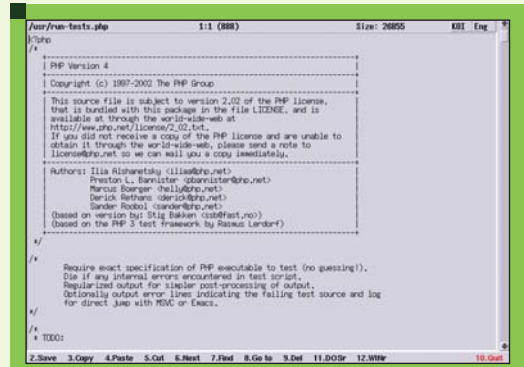 /usr/run-tests.php 1:1 (888) Size: 26855 KOI Eng
<?php
/*
| PHP Version 4 |
| Copyright (c) 1997-2002 The PHP Group |
| This source file is subject to version 2.02 of the PHP license, |
| that is bundled with this package in the file LICENSE, and is |
| available at through the world-wide-web at |
| http://www.php.net/license/2_02.txt. |
| If you did not receive a copy of the PHP license and are unable to |
| obtain it through the world-wide-web, please send a note to |
| license@php.net so we can mail you a copy immediately. |
| Authors: Ilia Alshanetsky <iliaa@php.net> |
| Preston L. Bannister <pbannister@php.net> |
| Marcus Boerger <helly@php.net> |
| Derick Rethans <derick@php.net> |
| Sander Roobol <sander@php.net> |
| (based on version by: Stig Bakken <ssb@fast.no>) |
| (based on the PHP 3 test framework by Rasmus Lerdorf) |
*/
/*
Require exact specification of PHP executable to test (no guessing!).
Die if any internal errors encountered in test script.
Regularized output for simpler post-processing of output.
Optionally output error lines indicating the failing test source and log
for direct jump with MSVC or Emacs.
*/
/*
* TODO:
2.Save 3.Copy 4.Paste 5.Cut 6.Next 7.Find 8.Go to 9.Del 11.DOSr 12.WINr 10.Quit